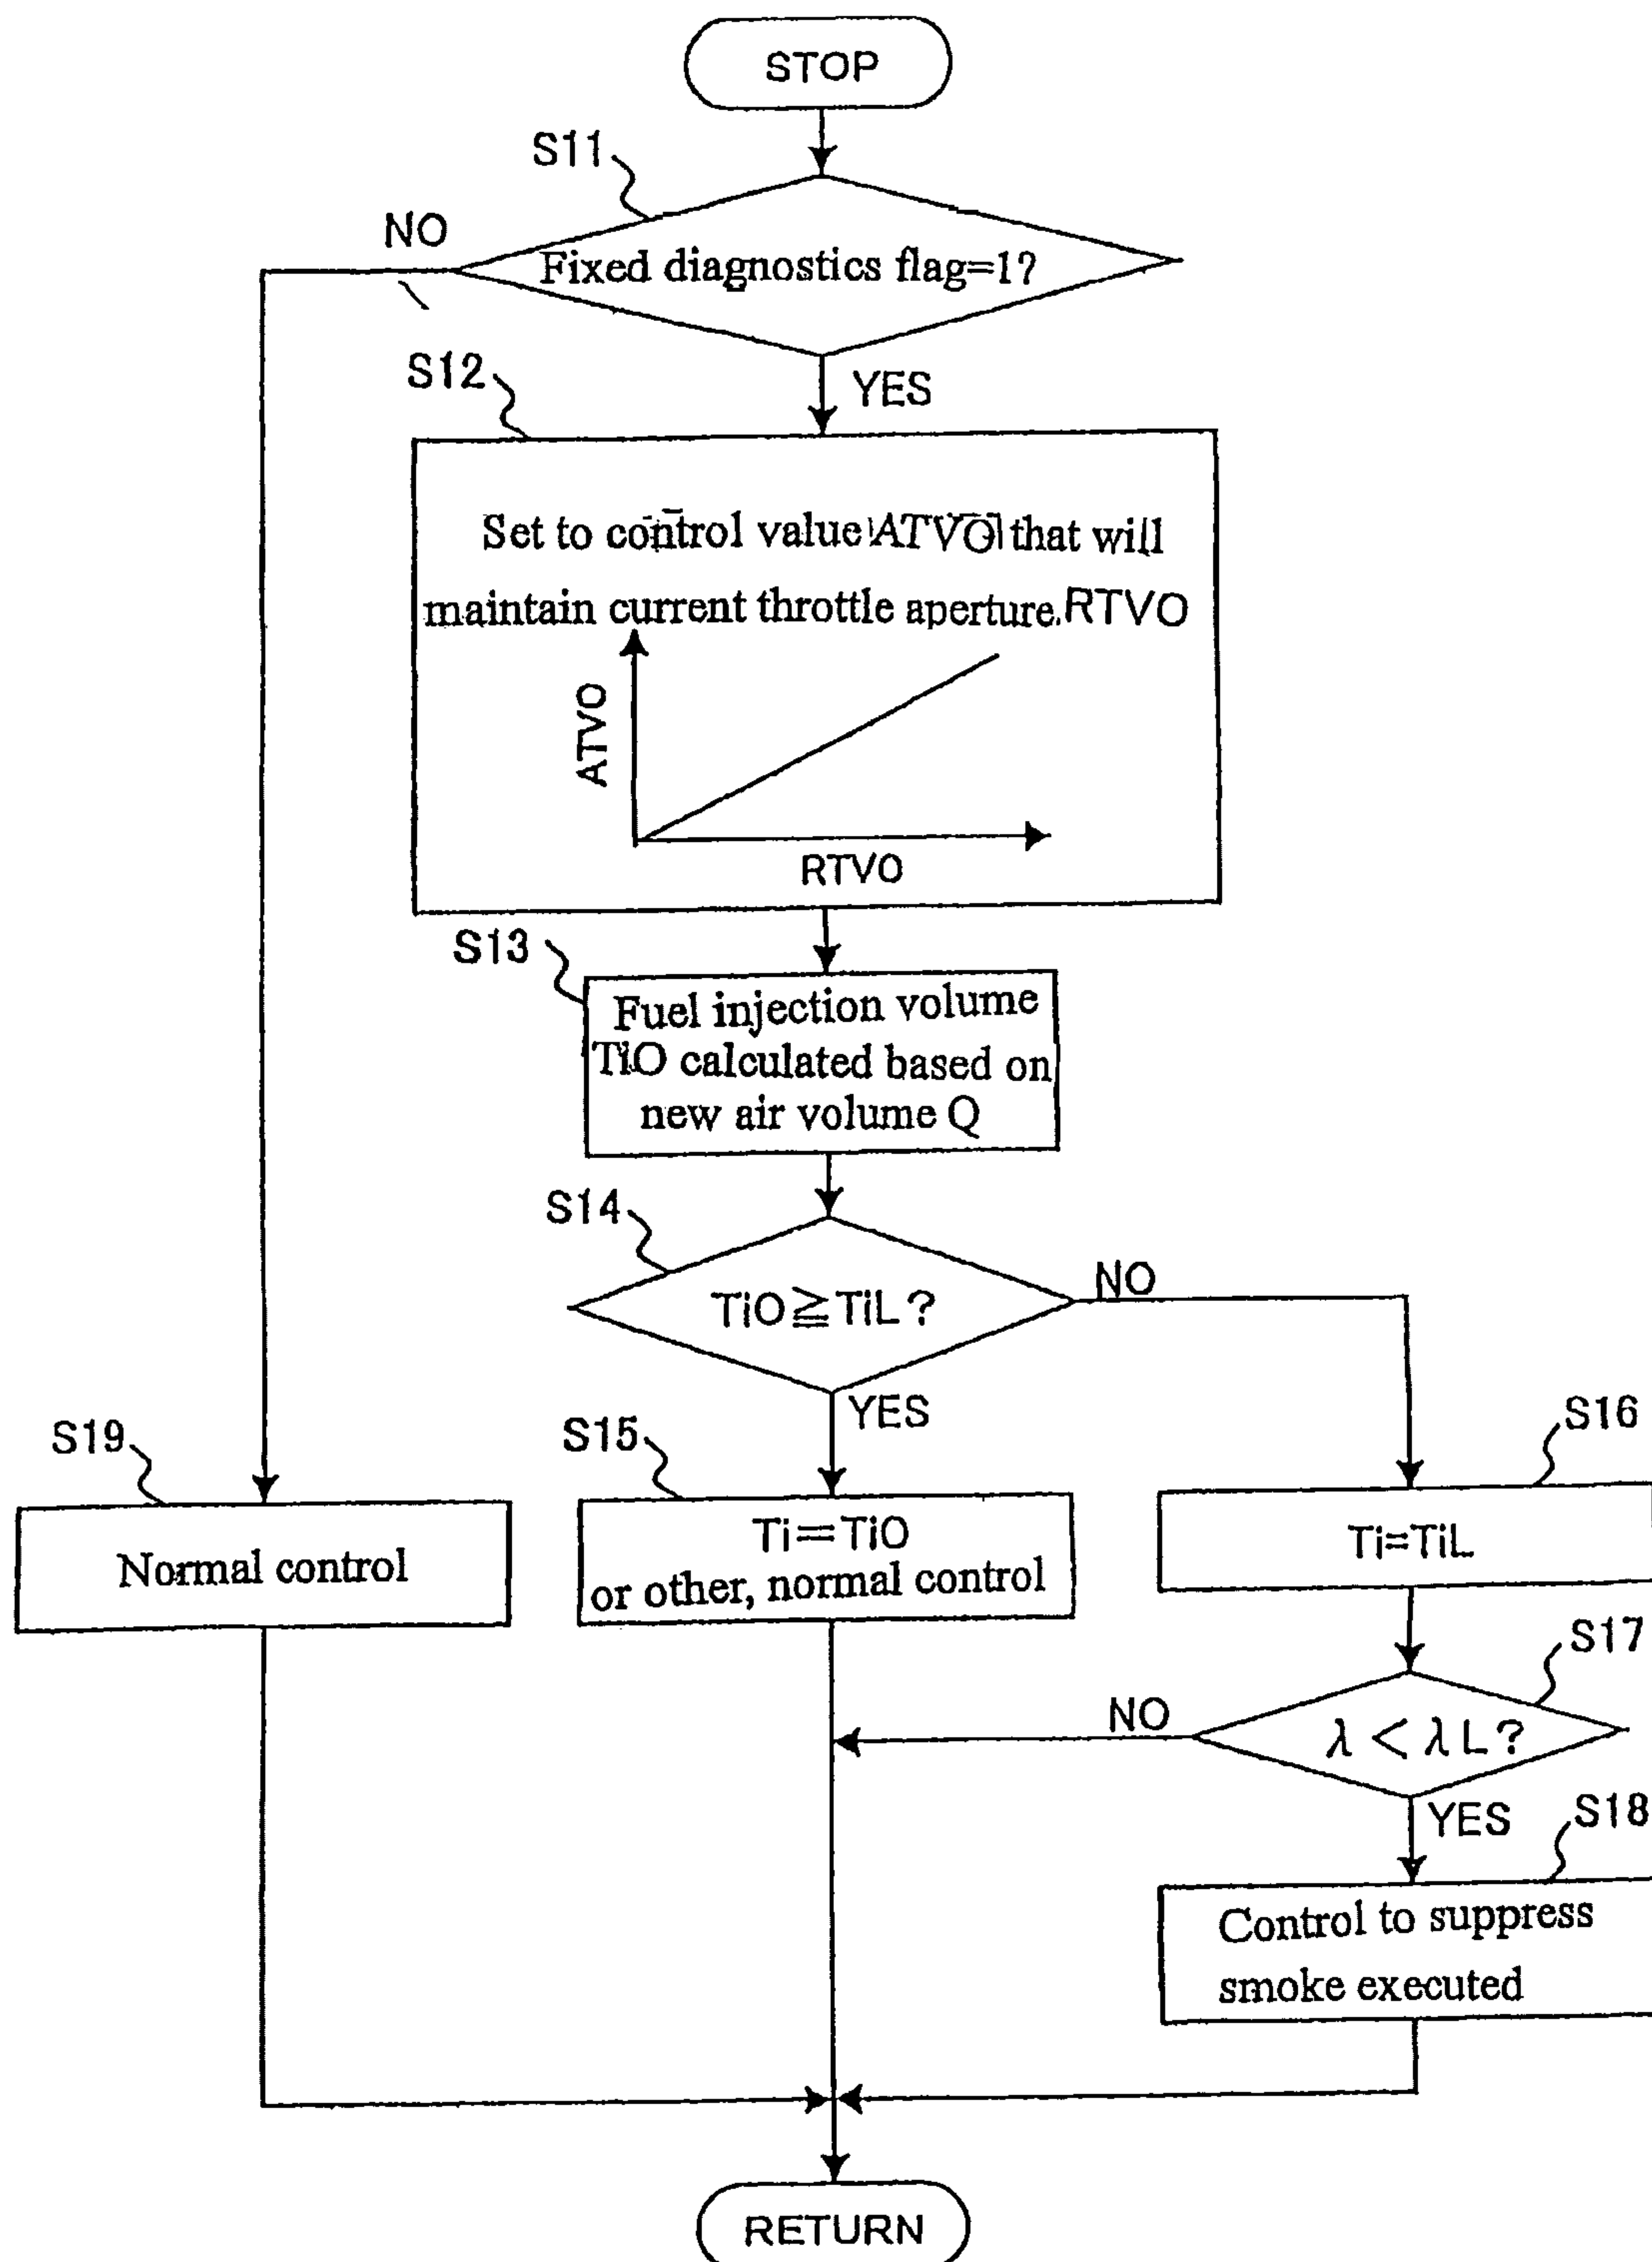 STOP
S11
NO
Fixed diagnostics flag=1?
S12
YES
Set to control value ATVO that will
maintain current throttle aperture.RTVO
ATVO
RTVO
S13
Fuel injection volume
TiO calculated based on
new air volume Q
S14
TiO≧TiL?
NO
YES
S19
S15
S16
Normal control
Ti=TiO
or other, normal control
Ti=TiL
S17
NO
λ < λL?
YES
S18
Control to suppress
smoke executed
RETURN